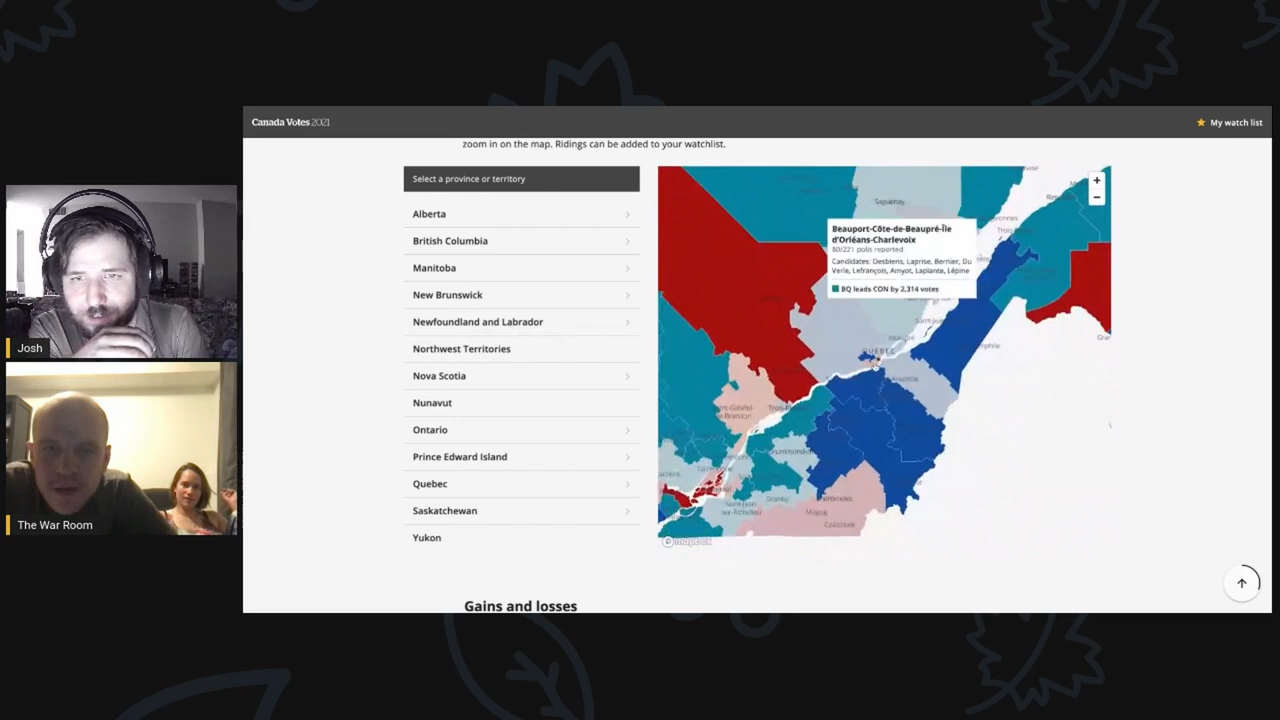 Canada Votes 2021
My watch list
zoom in on the map. Ridings can be added to your watchlist.
Select a province or territory
Alberta
British Columbia
Manitoba
New Brunswick
Newfoundland and Labrador
Northwest Territories
Nova Scotia
Nunavut
Ontario
Prince Edward Island
Quebec
Saskatchewan
Yukon
+
−
Saguenay
Beauport-Côte-de-Beaupré-Île
d'Orléans-Charlevoix
80/221 polls reported
Candidates: Desbiens, Laprise, Bernier, Du
Verle, Lefrançois, Amyot, Laplante, Lépine
BQ leads CON by 2,314 votes
QUEBEC
Granby
Magog
Coaticook
Gains and losses
Josh
The War Room